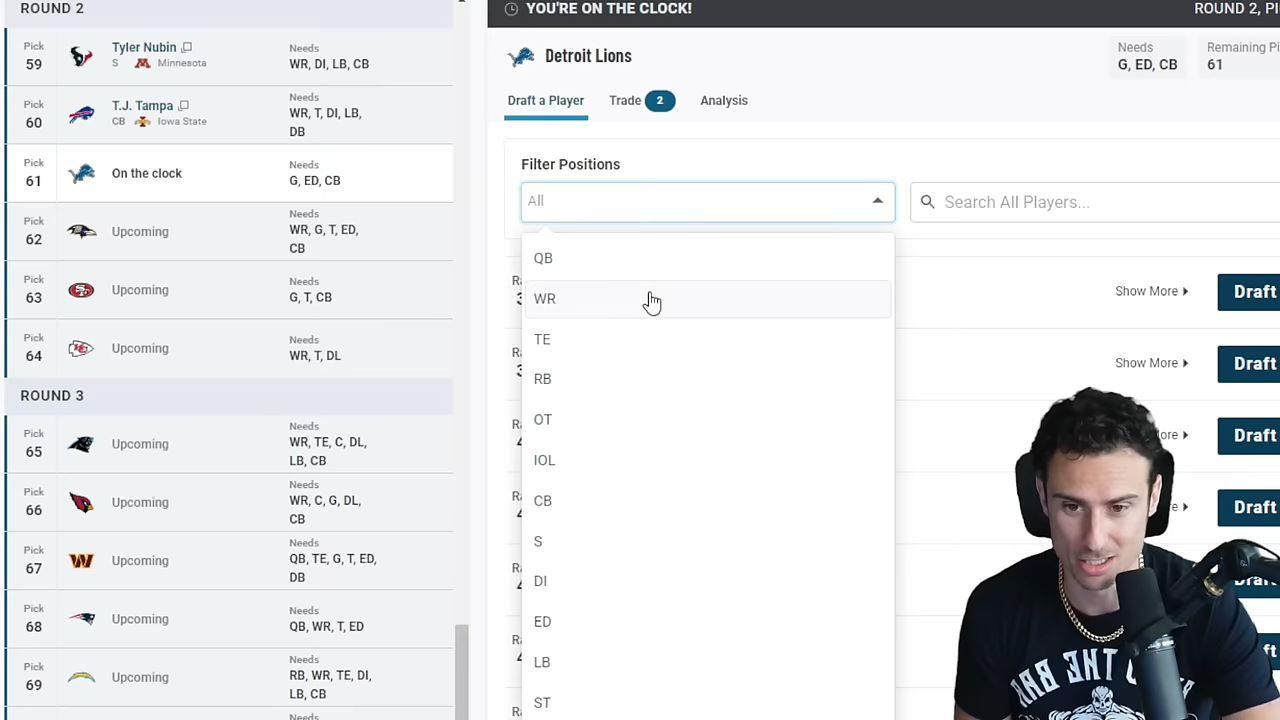 ROUND 2
Pick
59
Tyler Nubin
S Minnesota
Needs
WR, DI, LB, CB
Pick
60
T.J. Tampa
CB Iowa State
Needs
WR, T, DI, LB,
DB
Pick
61
On the clock
Needs
G, ED, CB
Pick
62
Upcoming
Needs
WR, G, T, ED,
CB
Pick
63
Upcoming
Needs
G, T, CB
Pick
64
Upcoming
Needs
WR, T, DL
ROUND 3
Pick
65
Upcoming
Needs
WR, TE, C, DL,
LB, CB
Pick
66
Upcoming
Needs
WR, C, G, DL,
CB
Pick
67
Upcoming
Needs
QB, TE, G, T, ED,
DB
Pick
68
Upcoming
Needs
QB, WR, T, ED
Pick
69
Upcoming
Needs
RB, WR, TE, DI,
LB, CB
Needs
YOU'RE ON THE CLOCK!
ROUND 2, PI
Detroit Lions
Needs
G, ED, CB
Remaining Pi
61
Draft a Player
Trade 2
Analysis
Filter Positions
All
Search All Players...
QB
WR
TE
RB
OT
IOL
CB
S
DI
ED
LB
ST
Show More
Draft
Show More
Draft
ore
Draft
Draft
TO THE BAR